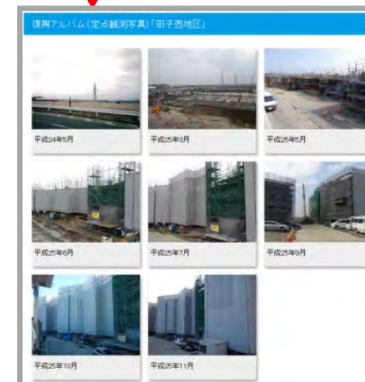 復興アルバム(定点観測写真)「田子西地区」
平成24年5月
平成25年3月
平成25年5月
平成25年6月
平成25年7月
平成25年9月
平成25年10月
平成25年11月